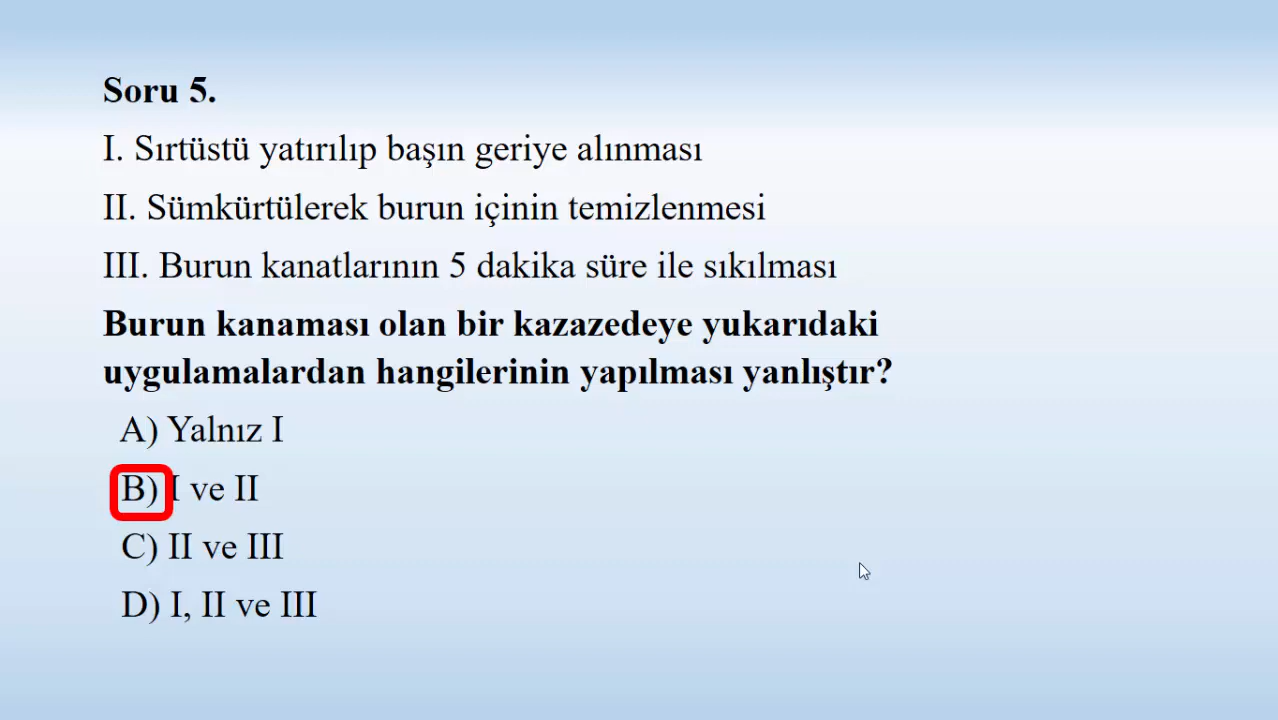 Soru 5.
I. Sırtüstü yatırılıp başın geriye alınması
II. Sümkürtülerek burun içinin temizlenmesi
III. Burun kanatlarının 5 dakika süre ile sıkılması
Burun kanaması olan bir kazazedeye yukarıdaki
uygulamalardan hangilerinin yapılması yanlıştır?
A) Yalnız I
B) I ve II
C) II ve III
D) I, II ve III